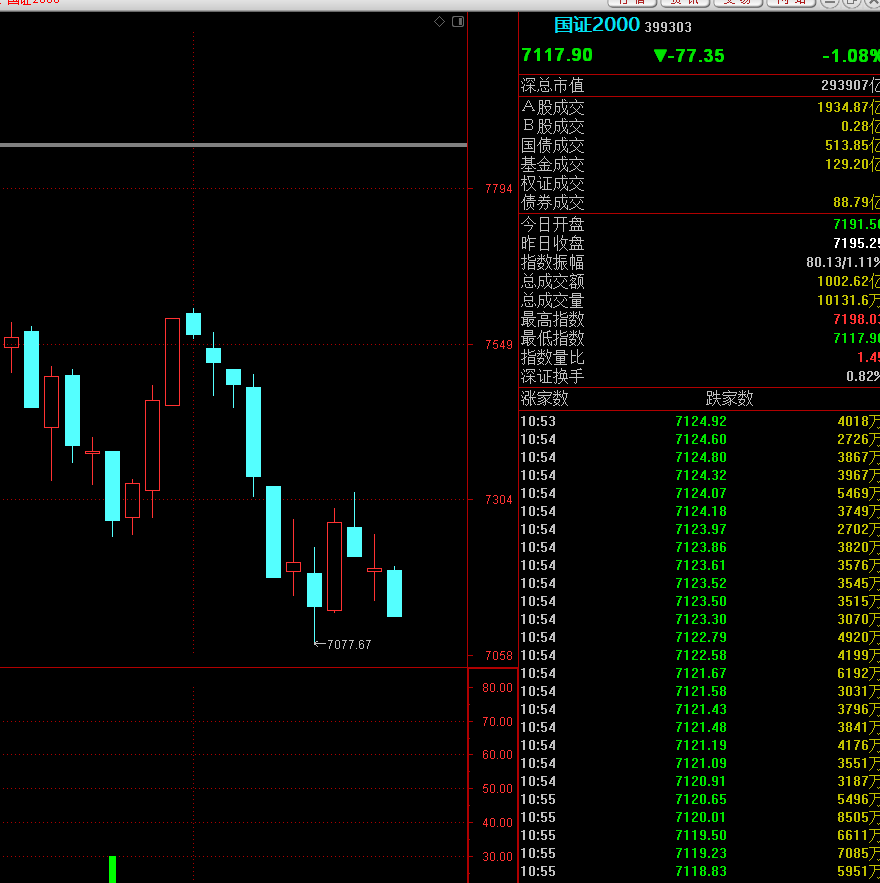 国证2000
行情 资讯 交易 网站
国证2000 399303
7117.90 ▼-77.35 -1.08%
深总市值 293907亿
A股成交 1934.87亿
B股成交 0.28亿
国债成交 513.85亿
基金成交 129.20亿
权证成交
债券成交 88.79亿
今日开盘 7191.50
昨日收盘 7195.25
指数振幅 80.13/1.11%
总成交额 1002.62亿
总成交量 10131.6万
最高指数 7198.03
最低指数 7117.90
指数量比 1.45
深证换手 0.82%
涨家数 跌家数
10:53 7124.92 4018万
10:54 7124.60 2726万
10:54 7124.80 3867万
10:54 7124.32 3967万
10:54 7124.07 5469万
10:54 7124.18 3749万
10:54 7123.97 2702万
10:54 7123.86 3820万
10:54 7123.61 3576万
10:54 7123.52 3545万
10:54 7123.50 3515万
10:54 7123.30 3070万
10:54 7122.79 4920万
10:54 7122.58 4199万
10:54 7121.67 6192万
10:54 7121.58 3031万
10:54 7121.43 3796万
10:54 7121.48 3841万
10:54 7121.19 4176万
10:54 7121.09 3551万
10:54 7120.91 3187万
10:55 7120.65 5496万
10:55 7120.01 8505万
10:55 7119.50 6611万
10:55 7119.23 7085万
10:55 7118.83 5951万
7794
7549
7304
7058
←7077.67
80.00
70.00
60.00
50.00
40.00
30.00